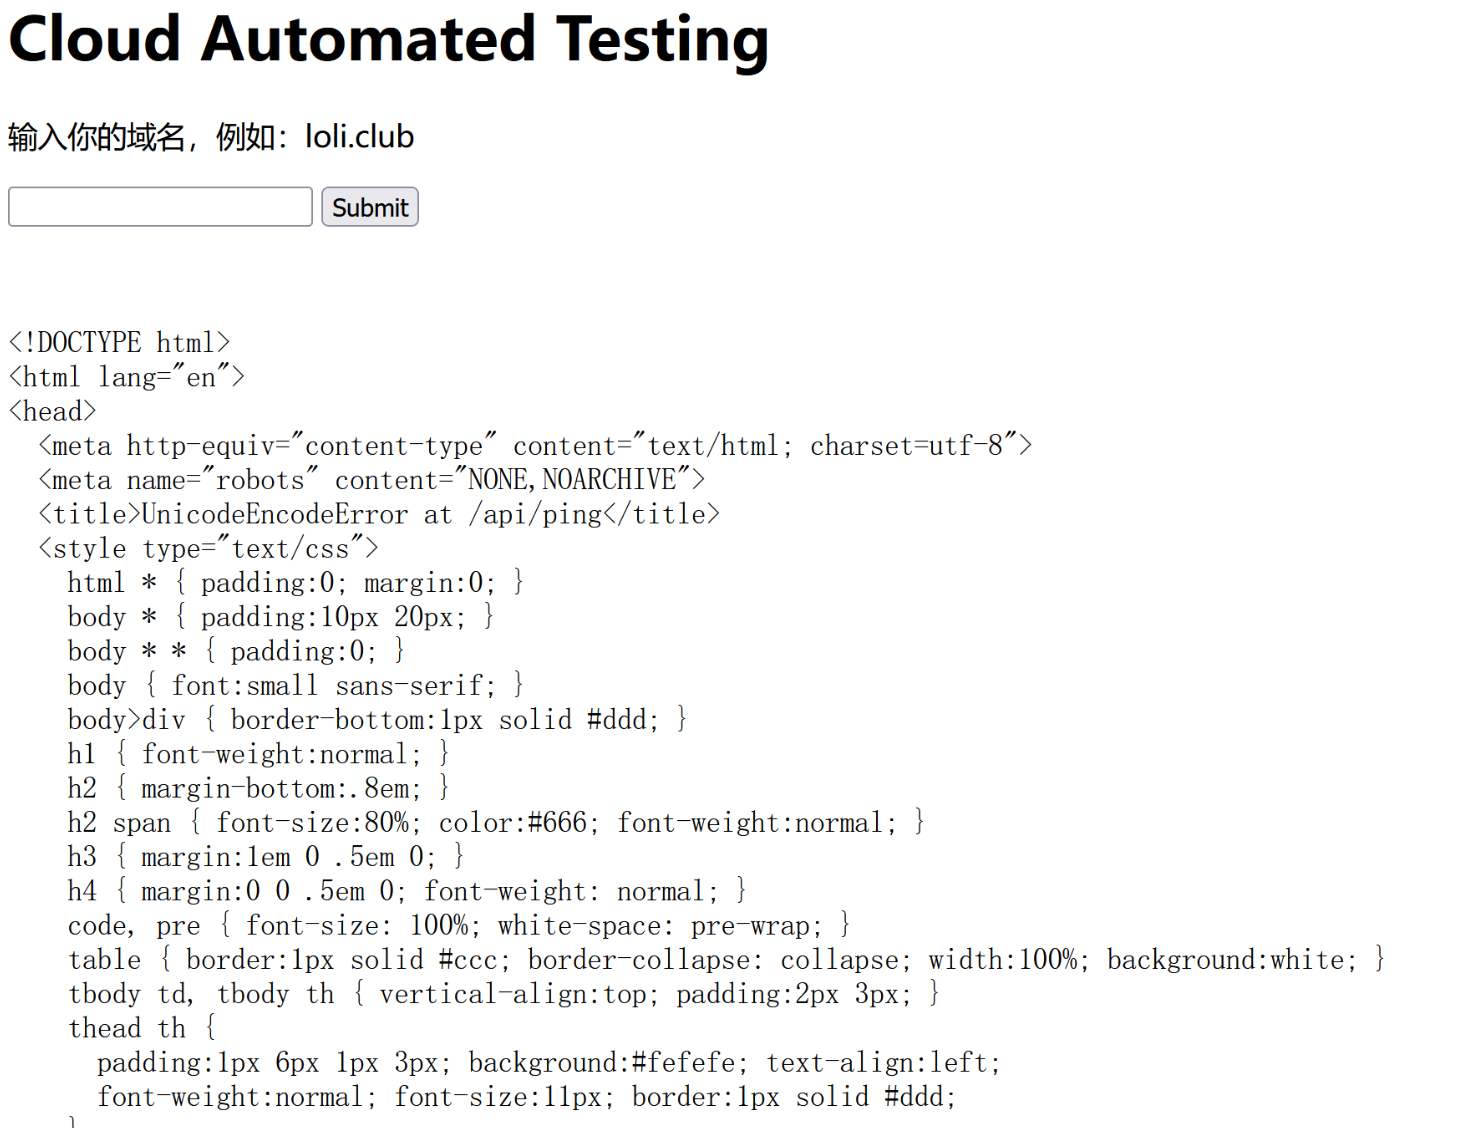 Cloud Automated Testing
输入你的域名，例如：loli.club
Submit
<!DOCTYPE html>
<html lang="en">
<head>
  <meta http-equiv="content-type" content="text/html; charset=utf-8">
  <meta name="robots" content="NONE,NOARCHIVE">
  <title>UnicodeEncodeError at /api/ping</title>
  <style type="text/css">
    html * { padding:0; margin:0; }
    body * { padding:10px 20px; }
    body * * { padding:0; }
    body { font:small sans-serif; }
    body>div { border-bottom:1px solid #ddd; }
    h1 { font-weight:normal; }
    h2 { margin-bottom:.8em; }
    h2 span { font-size:80%; color:#666; font-weight:normal; }
    h3 { margin:1em 0 .5em 0; }
    h4 { margin:0 0 .5em 0; font-weight: normal; }
    code, pre { font-size: 100%; white-space: pre-wrap; }
    table { border:1px solid #ccc; border-collapse: collapse; width:100%; background:white; }
    tbody td, tbody th { vertical-align:top; padding:2px 3px; }
    thead th {
      padding:1px 6px 1px 3px; background:#fefefe; text-align:left;
      font-weight:normal; font-size:11px; border:1px solid #ddd;
    }